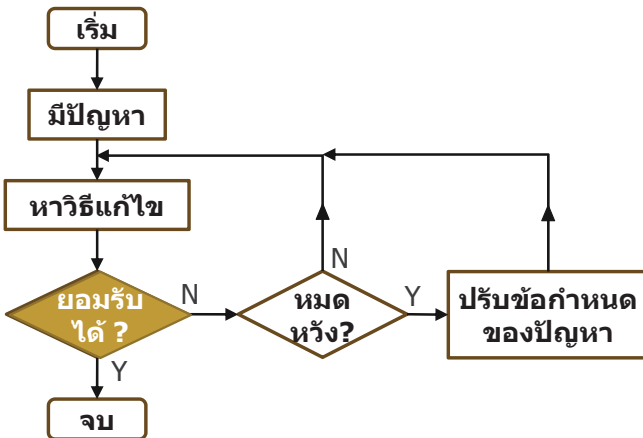 เริ่ม
มีปัญหา
หาวิธีแก้ไข
ยอมรับ
ได้ ?
N
Y
หมด
หวัง?
N
Y
ปรับข้อกำหนด
ของปัญหา
จบ